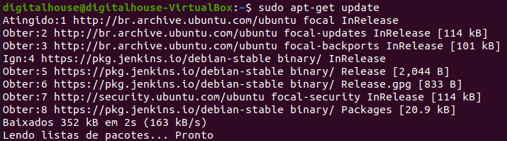 digitalhouse@digitalhouse-VirtualBox:~$ sudo apt-get update
Atingido:1 http://br.archive.ubuntu.com/ubuntu focal InRelease
Obter:2 http://br.archive.ubuntu.com/ubuntu focal-updates InRelease [114 kB]
Obter:3 http://br.archive.ubuntu.com/ubuntu focal-backports InRelease [101 kB]
Ign:4 https://pkg.jenkins.io/debian-stable binary/ InRelease
Obter:5 https://pkg.jenkins.io/debian-stable binary/ Release [2,044 B]
Obter:6 https://pkg.jenkins.io/debian-stable binary/ Release.gpg [833 B]
Obter:7 http://security.ubuntu.com/ubuntu focal-security InRelease [114 kB]
Obter:8 https://pkg.jenkins.io/debian-stable binary/ Packages [20.9 kB]
Baixados 352 kB em 2s (163 kB/s)
Lendo listas de pacotes... Pronto